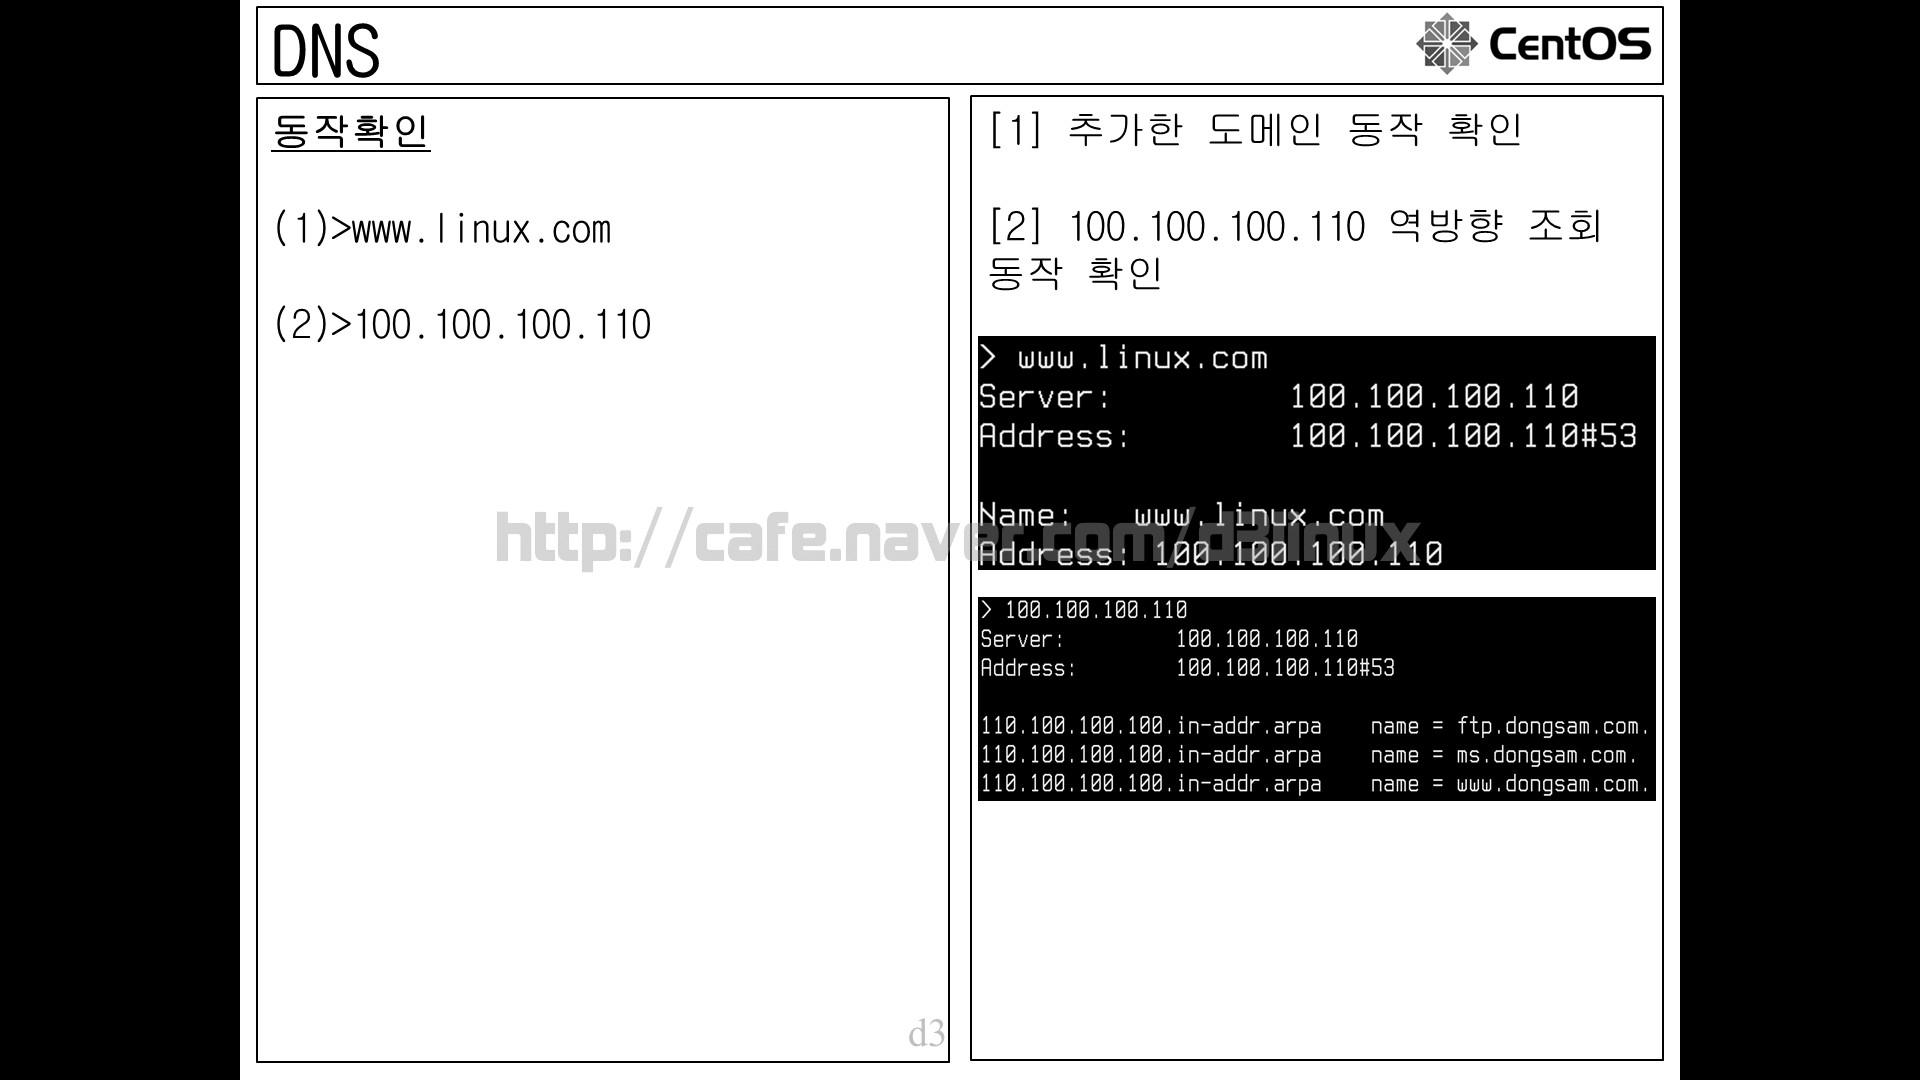 DNS
CentOS
동작확인
(1)>www.linux.com
(2)>100.100.100.110
d3
[1] 추가한 도메인 동작 확인
[2] 100.100.100.110 역방향 조회
동작 확인
> www.linux.com
Server: 100.100.100.110
Address: 100.100.100.110#53
Name: www.linux.com
Address: 100.100.100.110
> 100.100.100.110
Server: 100.100.100.110
Address: 100.100.100.110#53
110.100.100.100.in-addr.arpa name = ftp.dongsam.com.
110.100.100.100.in-addr.arpa name = ms.dongsam.com.
110.100.100.100.in-addr.arpa name = www.dongsam.com.
http://cafe.naver.com/d3linux